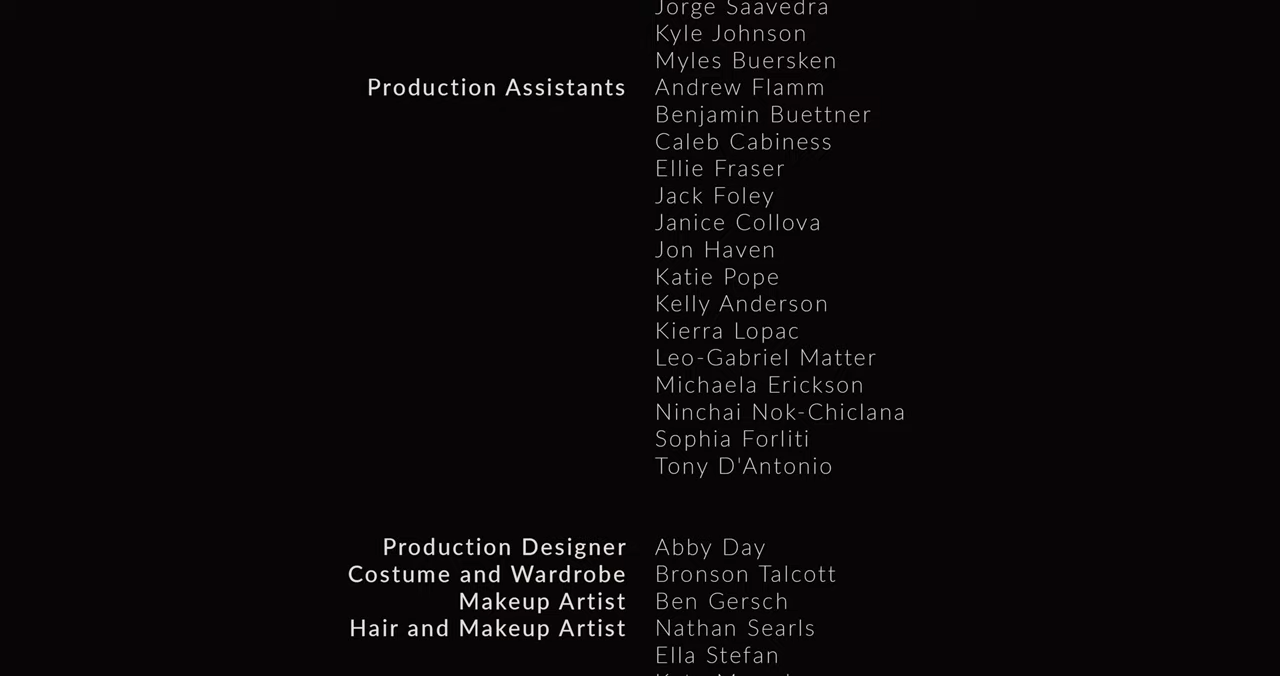 Jorge Saavedra
Kyle Johnson
Myles Buersken
Production Assistants Andrew Flamm
Benjamin Buettner
Caleb Cabiness
Ellie Fraser
Jack Foley
Janice Collova
Jon Haven
Katie Pope
Kelly Anderson
Kierra Lopac
Leo-Gabriel Matter
Michaela Erickson
Ninchai Nok-Chiclana
Sophia Forliti
Tony D'Antonio
Production Designer Abby Day
Costume and Wardrobe Bronson Talcott
Makeup Artist Ben Gersch
Hair and Makeup Artist Nathan Searls
Ella Stefan